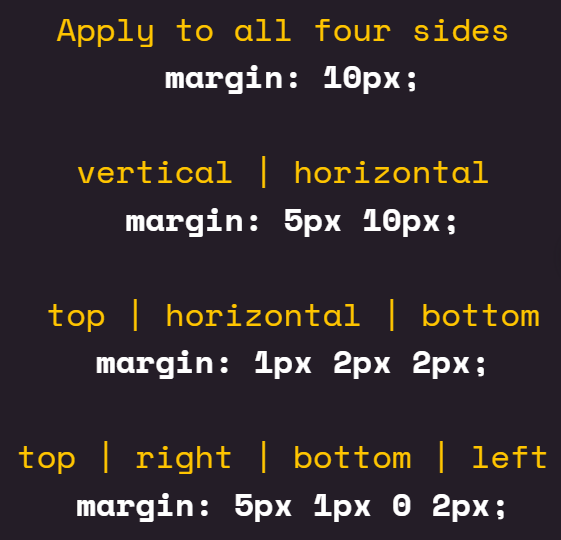 Apply to all four sides
margin: 10px;
vertical | horizontal
margin: 5px 10px;
top | horizontal | bottom
margin: 1px 2px 2px;
top | right | bottom | left
margin: 5px 1px 0 2px;